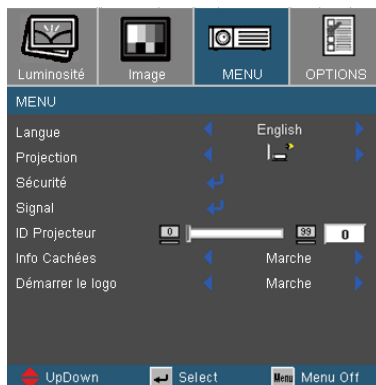 Luminosité Image MENU OPTIONS
MENU
Langue English
Projection
Sécurité
Signal
ID Projecteur 0 99 0
Info Cachées Marche
Démarrer le logo Marche
UpDown Select Menu Menu Off